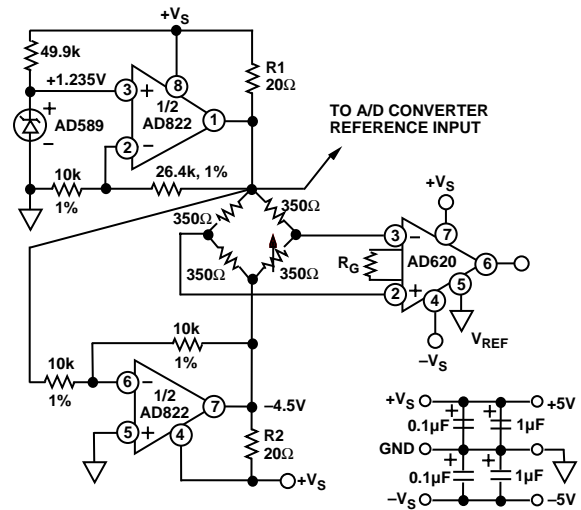 +VS
49.9k
+1.235V
R1
20Ω
3
+
8
1/2
AD822
1
+
−
AD589
2
−
TO A/D CONVERTER
REFERENCE INPUT
10k
1%
26.4k, 1%
350Ω
350Ω
350Ω
350Ω
+VS
3
−
7
AD620
6
RG
2
+
4
5
VREF
−VS
10k
1%
10k
1%
6
−
1/2
AD822
7
−4.5V
5
+
4
R2
20Ω
+VS
+VS
+5V
0.1µF
+
+
1µF
GND
0.1µF
+
+
1µF
−VS
−5V